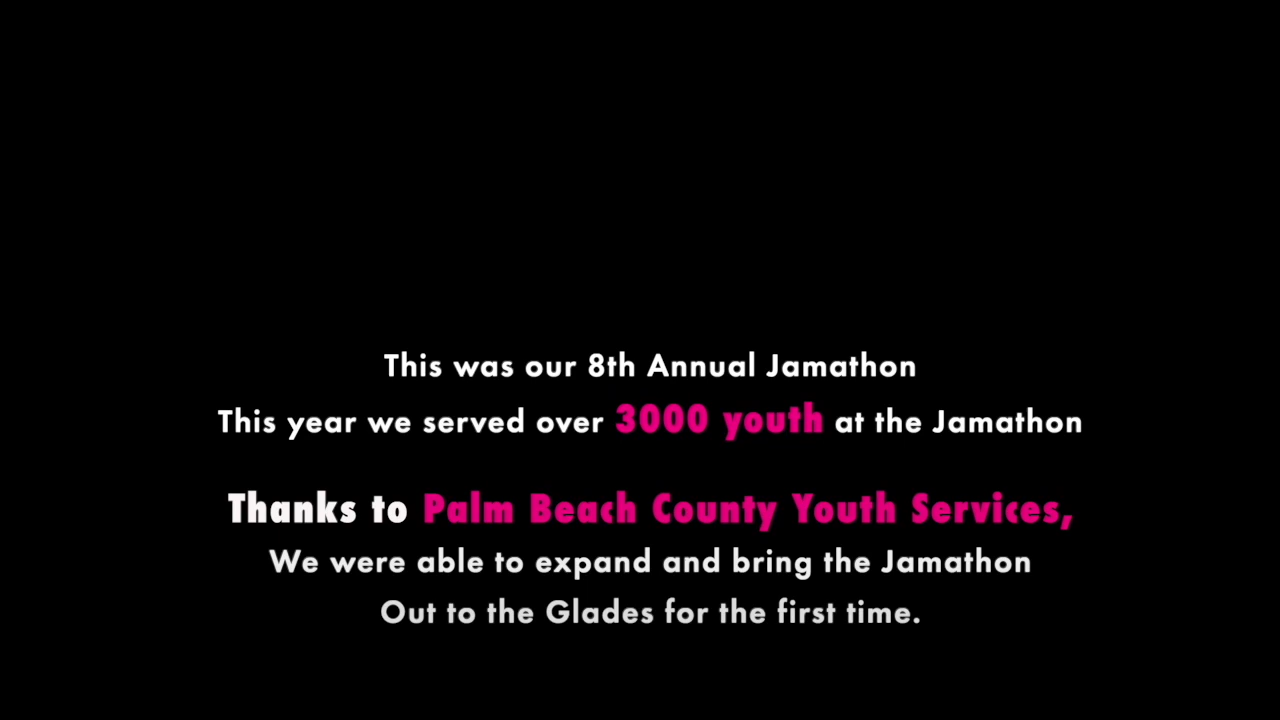 This was our 8th Annual Jamathon
This year we served over 3000 youth at the Jamathon
Thanks to Palm Beach County Youth Services,
We were able to expand and bring the Jamathon
Out to the Glades for the first time.